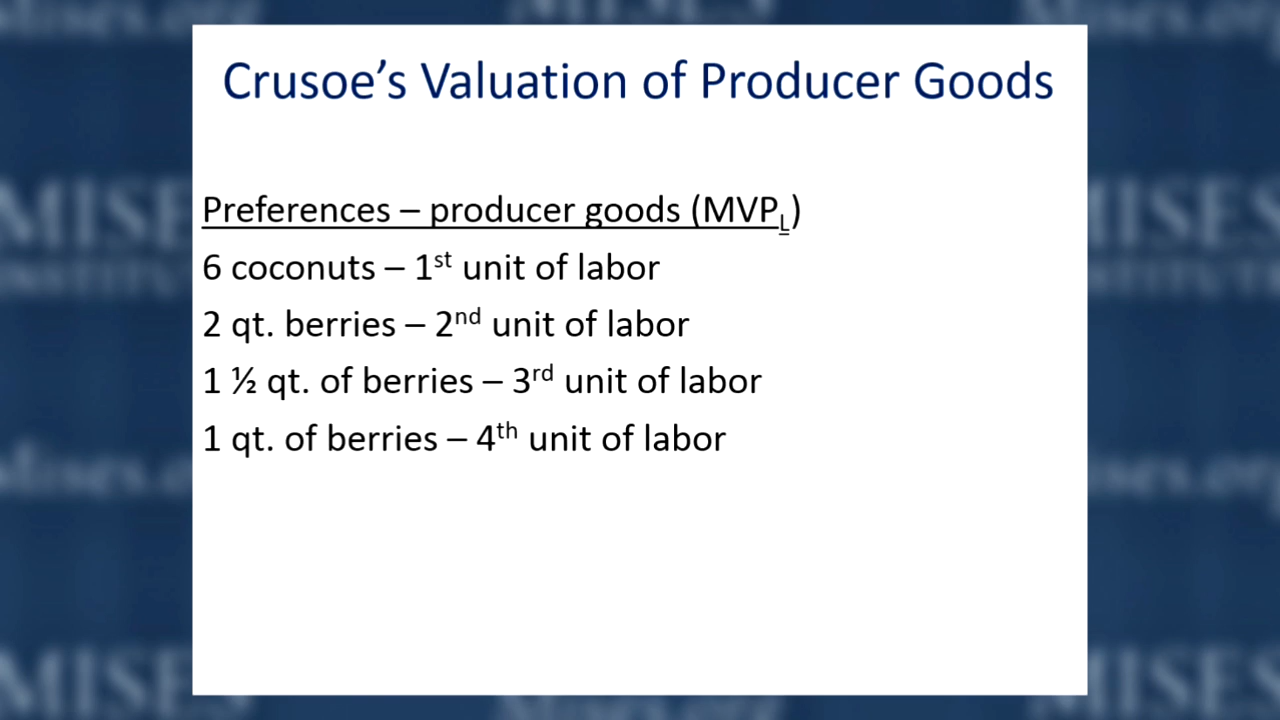 Crusoe’s Valuation of Producer Goods
Preferences – producer goods (MVPL)
6 coconuts – 1st unit of labor
2 qt. berries – 2nd unit of labor
1 ½ qt. of berries – 3rd unit of labor
1 qt. of berries – 4th unit of labor